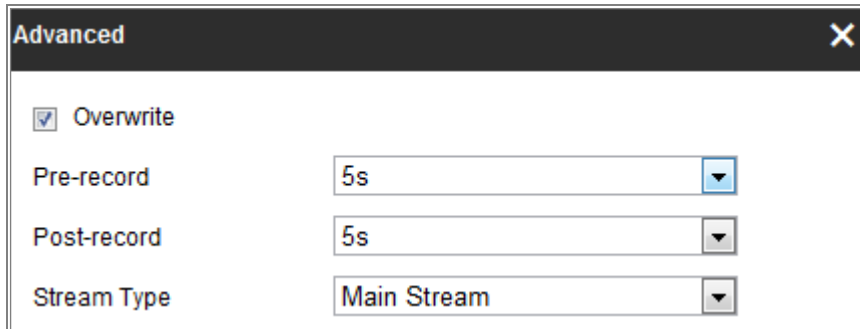 Advanced
Overwrite
Pre-record 5s
Post-record 5s
Stream Type Main Stream